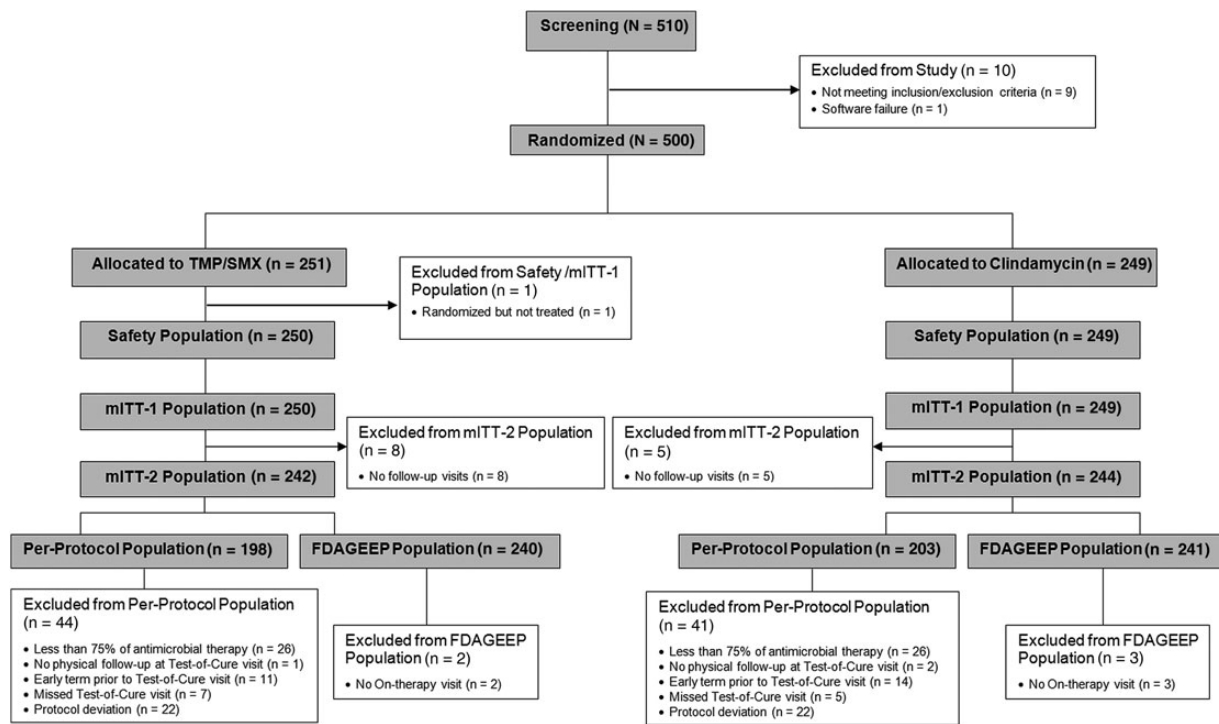 Screening (N = 510)
Excluded from Study (n = 10)
• Not meeting inclusion/exclusion criteria (n = 9)
• Software failure (n = 1)
Randomized (N = 500)
Allocated to TMP/SMX (n = 251)
Excluded from Safety /mITT-1
Population (n = 1)
• Randomized but not treated (n = 1)
Allocated to Clindamycin (n = 249)
Safety Population (n = 250)
Safety Population (n = 249)
mITT-1 Population (n = 250)
mITT-1 Population (n = 249)
Excluded from mITT-2 Population
(n = 8)
• No follow-up visits (n = 8)
Excluded from mITT-2 Population
(n = 5)
• No follow-up visits (n = 5)
mITT-2 Population (n = 242)
mITT-2 Population (n = 244)
Per-Protocol Population (n = 198)
FDAGEEP Population (n = 240)
Per-Protocol Population (n = 203)
FDAGEEP Population (n = 241)
Excluded from Per-Protocol Population
(n = 44)
• Less than 75% of antimicrobial therapy (n = 26)
• No physical follow-up at Test-of-Cure visit (n = 1)
• Early term prior to Test-of-Cure visit (n = 11)
• Missed Test-of-Cure visit (n = 7)
• Protocol deviation (n = 22)
Excluded from FDAGEEP
Population (n = 2)
• No On-therapy visit (n = 2)
Excluded from Per-Protocol Population
(n = 41)
• Less than 75% of antimicrobial therapy (n = 26)
• No physical follow-up at Test-of-Cure visit (n = 2)
• Early term prior to Test-of-Cure visit (n = 14)
• Missed Test-of-Cure visit (n = 5)
• Protocol deviation (n = 22)
Excluded from FDAGEEP
Population (n = 3)
• No On-therapy visit (n = 3)